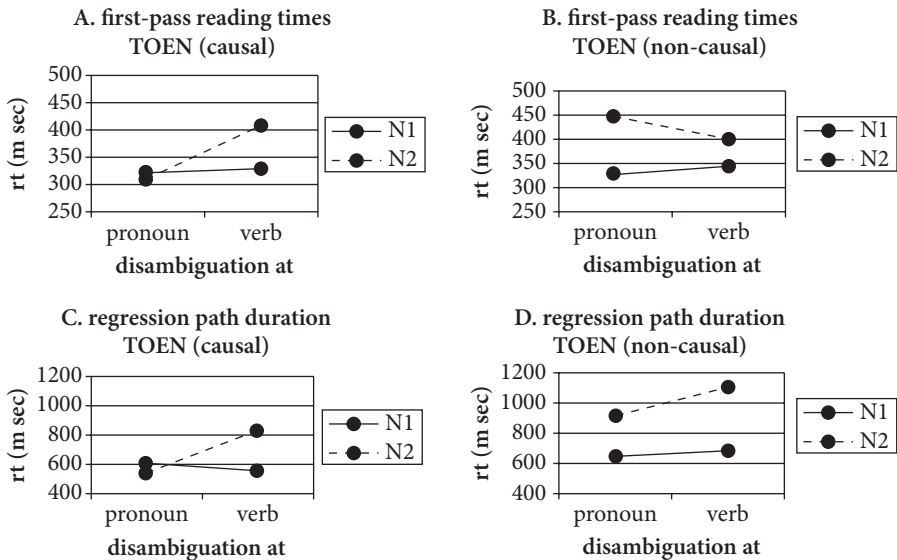 A. first-pass reading times
TOEN (causal)
500
450
400
350
300
250
rt (m sec)
pronoun verb
disambiguation at
N1
N2
B. first-pass reading times
TOEN (non-causal)
500
450
400
350
300
250
rt (m sec)
pronoun verb
disambiguation at
N1
N2
C. regression path duration
TOEN (causal)
1200
1000
800
600
400
rt (m sec)
pronoun verb
disambiguation at
N1
N2
D. regression path duration
TOEN (non-causal)
1200
1000
800
600
400
rt (m sec)
pronoun verb
disambiguation at
N1
N2